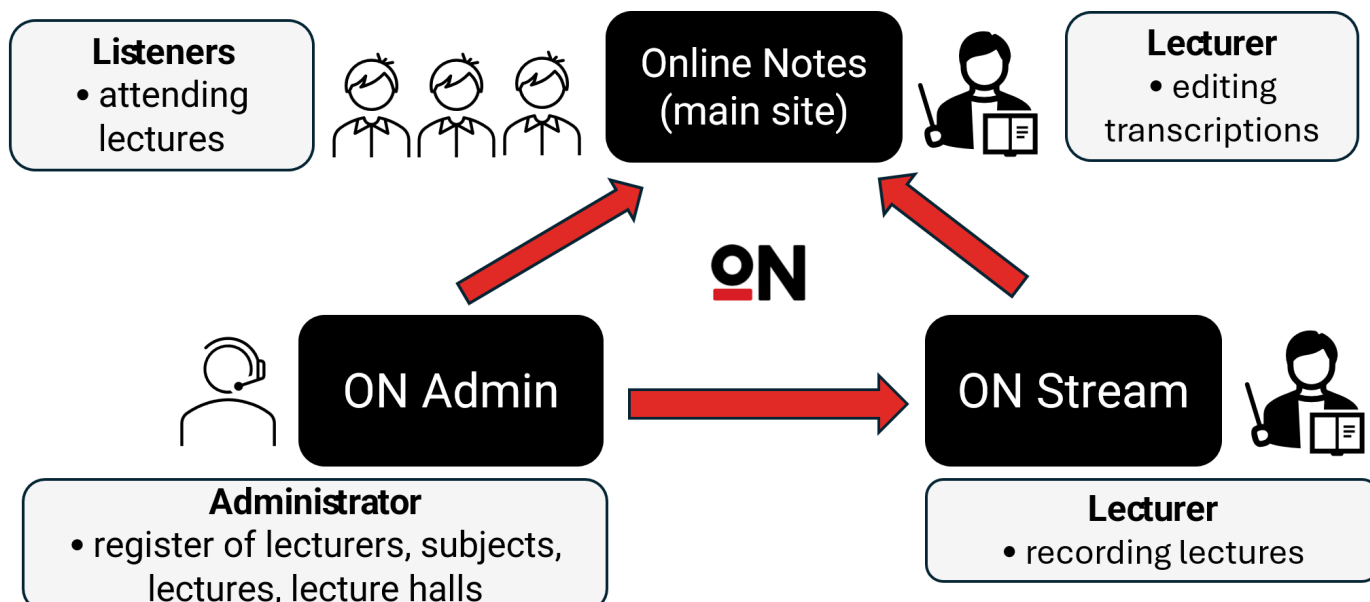 Listeners
• attending
lectures
Online Notes
(main site)
Lecturer
• editing
transcriptions
ON
ON Admin
ON Stream
Administrator
• register of lecturers, subjects,
lectures, lecture halls
Lecturer
• recording lectures